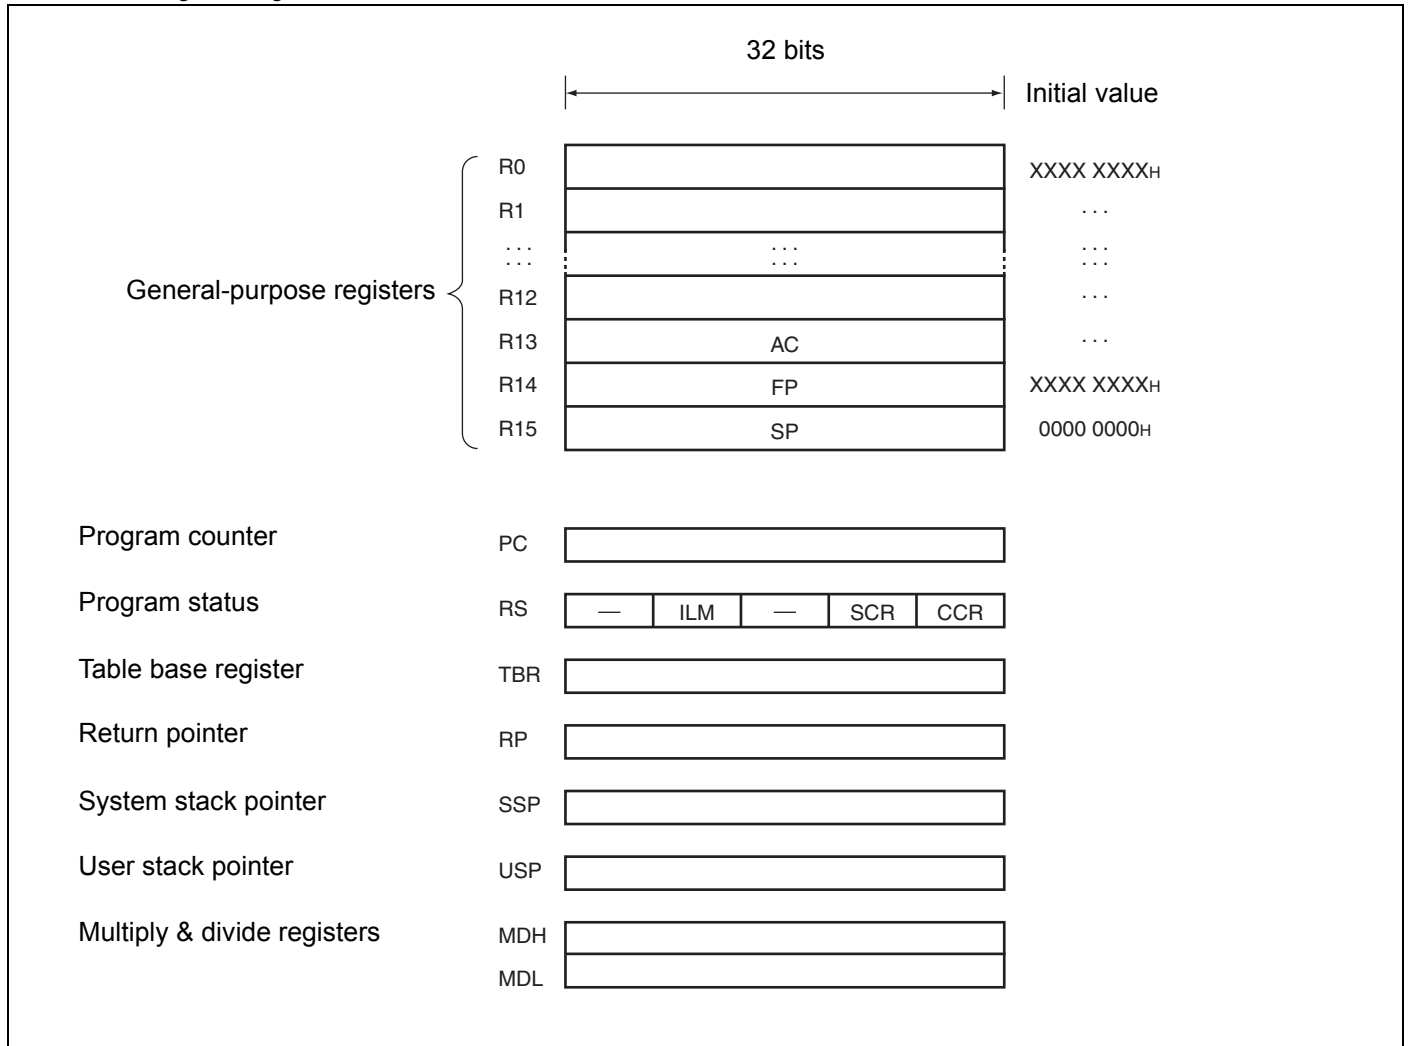 32 bits
Initial value
R0 XXXX XXXXH
R1 ...
... ... ...
... ... ...
General-purpose registers
R12 ...
R13 AC ...
R14 FP XXXX XXXXH
R15 SP 0000 0000H
Program counter PC
Program status RS — ILM — SCR CCR
Table base register TBR
Return pointer RP
System stack pointer SSP
User stack pointer USP
Multiply & divide registers MDH
MDL